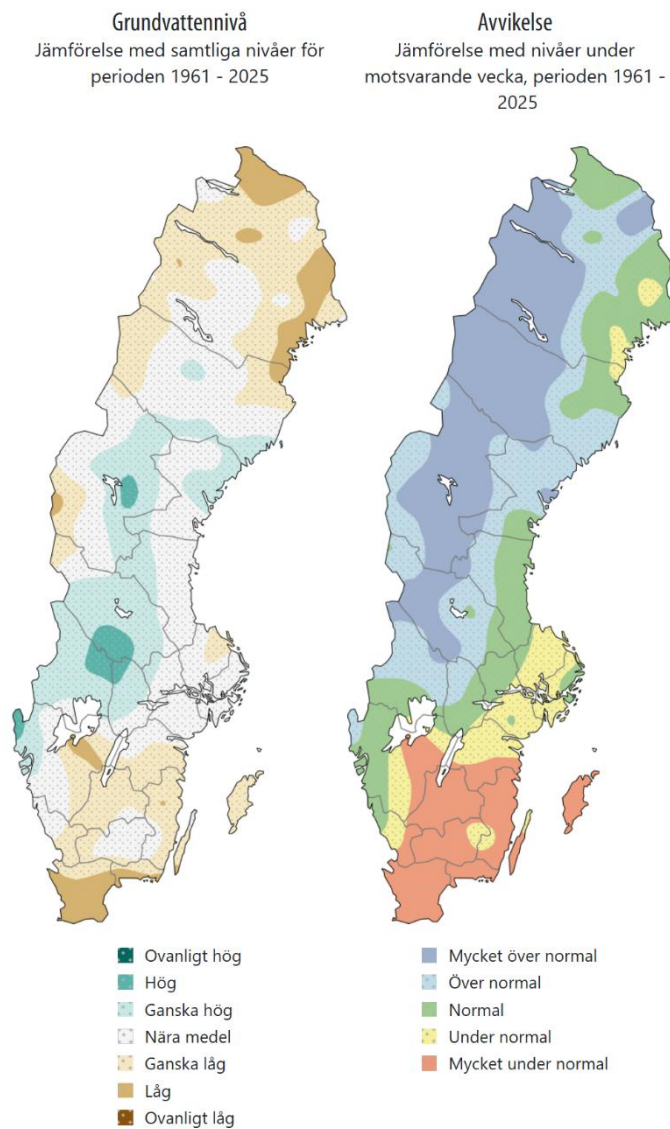 Grundvattennivå
Jämförelse med samtliga nivåer för
perioden 1961 - 2025
Avvikelse
Jämförelse med nivåer under
motsvarande vecka, perioden 1961 -
2025
Ovanligt hög
Hög
Ganska hög
Nära medel
Ganska låg
Låg
Ovanligt låg
Mycket över normal
Över normal
Normal
Under normal
Mycket under normal